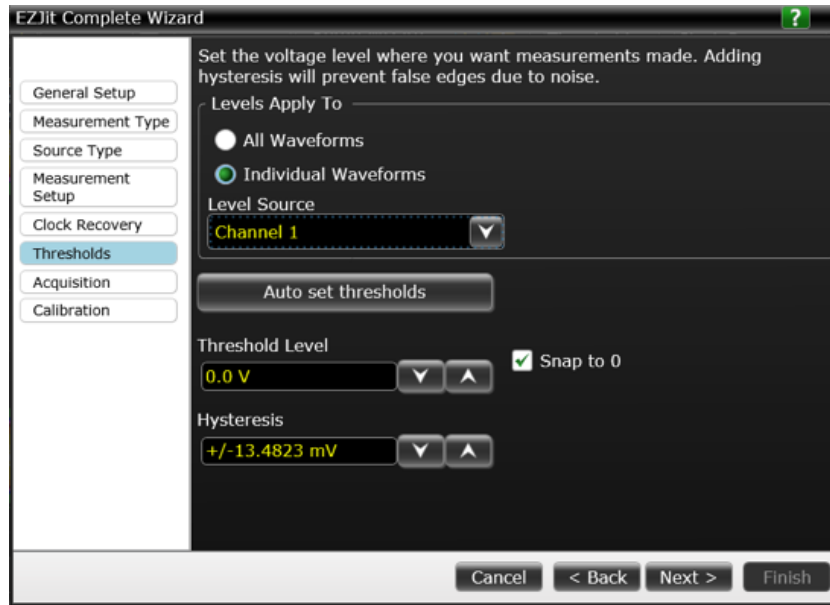 EZJit Complete Wizard
?
General Setup
Measurement Type
Source Type
Measurement
Setup
Clock Recovery
Thresholds
Acquisition
Calibration
Set the voltage level where you want measurements made. Adding
hysteresis will prevent false edges due to noise.
Levels Apply To
All Waveforms
Individual Waveforms
Level Source
Channel 1
Auto set thresholds
Threshold Level
0.0 V
Snap to 0
Hysteresis
+/-13.4823 mV
Cancel
< Back
Next >
Finish